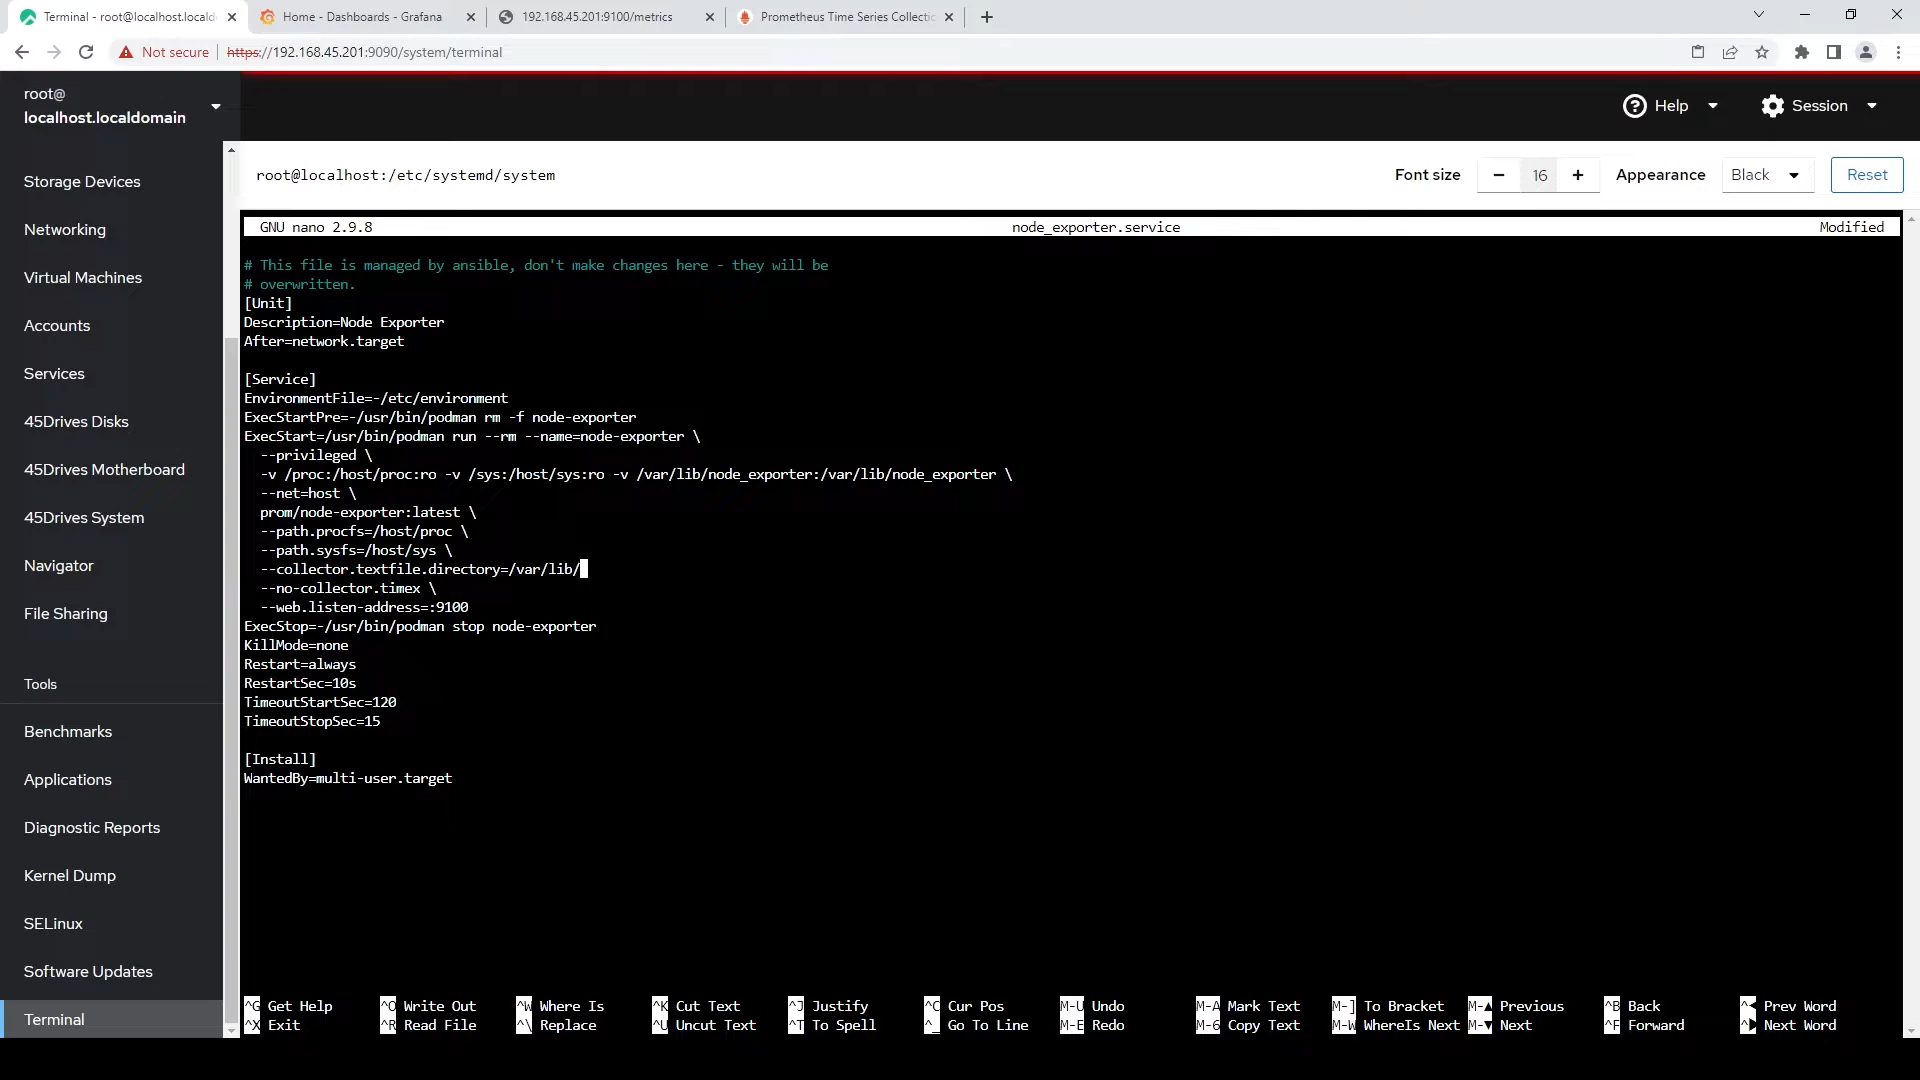 Terminal - root@localhost.locald
Home - Dashboards - Grafana
192.168.45.201:9100/metrics
Prometheus Time Series Collectio
Not secure
https://192.168.45.201:9090/system/terminal
root@
localhost.localdomain
Help
Session
Storage Devices
Networking
Virtual Machines
Accounts
Services
45Drives Disks
45Drives Motherboard
45Drives System
Navigator
File Sharing
Tools
Benchmarks
Applications
Diagnostic Reports
Kernel Dump
SELinux
Software Updates
Terminal
root@localhost:/etc/systemd/system
Font size
16
Appearance
Black
Reset
GNU nano 2.9.8 node_exporter.service Modified
# This file is managed by ansible, don't make changes here - they will be
# overwritten.
[Unit]
Description=Node Exporter
After=network.target
[Service]
EnvironmentFile=-/etc/environment
ExecStartPre=-/usr/bin/podman rm -f node-exporter
ExecStart=/usr/bin/podman run --rm --name=node-exporter \
--privileged \
-v /proc:/host/proc:ro -v /sys:/host/sys:ro -v /var/lib/node_exporter:/var/lib/node_exporter \
--net=host \
prom/node-exporter:latest \
--path.procfs=/host/proc \
--path.sysfs=/host/sys \
--collector.textfile.directory=/var/lib/
--no-collector.timex \
--web.listen-address=:9100
ExecStop=-/usr/bin/podman stop node-exporter
KillMode=none
Restart=always
RestartSec=10s
TimeoutStartSec=120
TimeoutStopSec=15
[Install]
WantedBy=multi-user.target
^G Get Help ^O Write Out ^W Where Is ^K Cut Text ^J Justify ^C Cur Pos M-U Undo M-A Mark Text M-] To Bracket M-▲ Previous ^B Back ^◀ Prev Word
^X Exit ^R Read File ^\ Replace ^U Uncut Text ^T To Spell ^_ Go To Line M-E Redo M-6 Copy Text M-W WhereIs Next M-▼ Next ^F Forward ^▶ Next Word